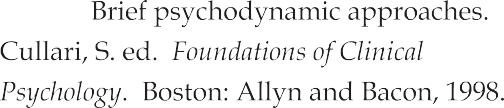 Brief psychodynamic approaches.
Cullari, S. ed. Foundations of Clinical
Psychology. Boston: Allyn and Bacon, 1998.